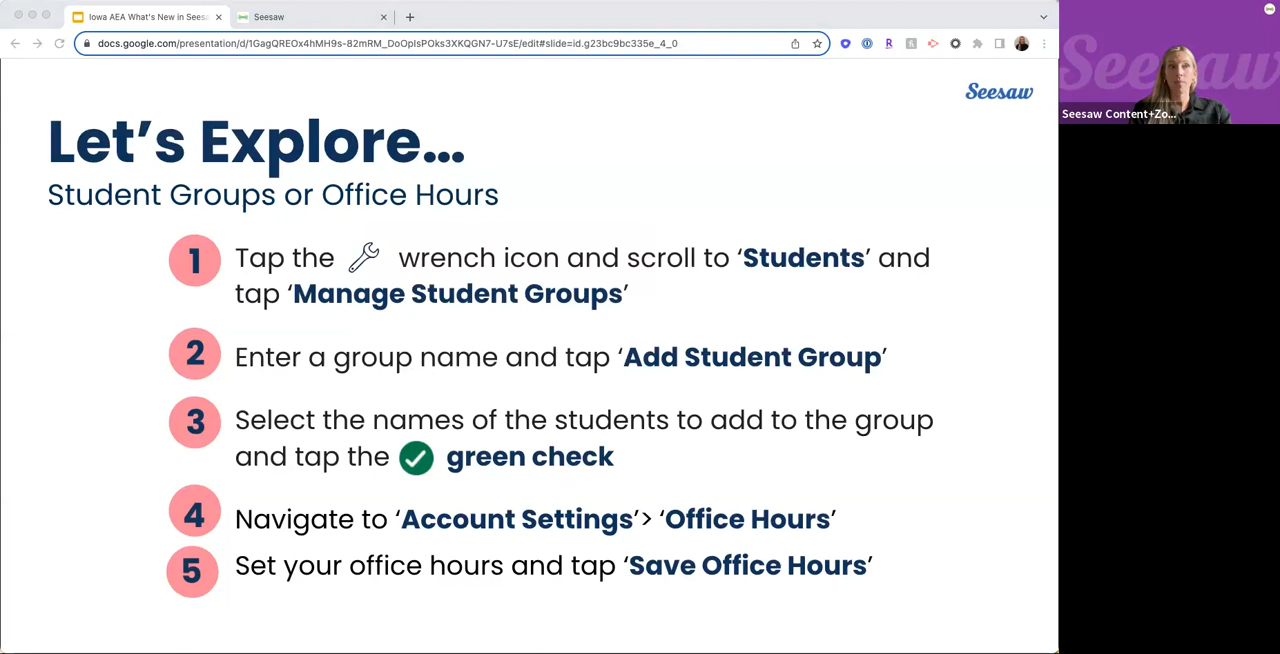 Iowa AEA What's New in Sees
Seesaw
docs.google.com/presentation/d/1GagQREOx4hMH9s-82mRM_DoOpIsPOks3XKQGN7-U7sE/edit#slide=id.g23bc9bc335e_4_0
Seesaw
Seesaw
Seesaw Content+Zo...
Let's Explore...
Student Groups or Office Hours
1 Tap the wrench icon and scroll to ‘Students’ and
tap ‘Manage Student Groups’
2 Enter a group name and tap ‘Add Student Group’
3 Select the names of the students to add to the group
and tap the green check
4 Navigate to ‘Account Settings’> ‘Office Hours’
5 Set your office hours and tap ‘Save Office Hours’